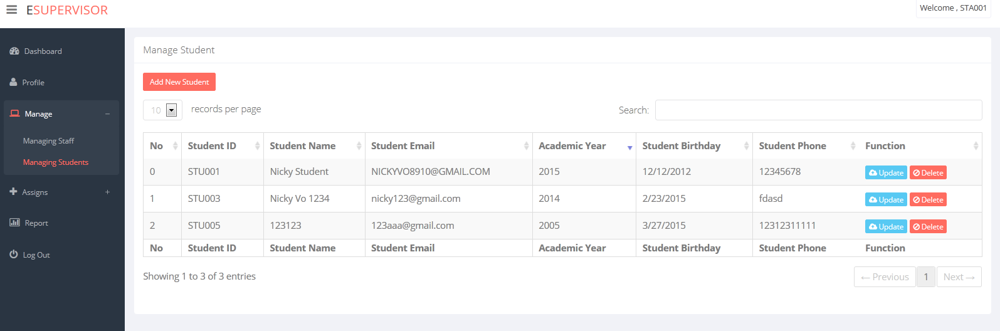 ESUPERVISOR
Welcome , STA001
Dashboard
Profile
Manage
Managing Staff
Managing Students
Assigns
Report
Log Out
Manage Student
Add New Student
10 records per page
Search:
No Student ID Student Name Student Email Academic Year Student Birthday Student Phone Function
0 STU001 Nicky Student NICKYVO8910@GMAIL.COM 2015 12/12/2012 12345678 Update Delete
1 STU003 Nicky Vo 1234 nicky123@gmail.com 2014 2/23/2015 fdasd Update Delete
2 STU005 123123 123aaa@gmail.com 2005 3/27/2015 12312311111 Update Delete
No Student ID Student Name Student Email Academic Year Student Birthday Student Phone Function
Showing 1 to 3 of 3 entries
← Previous 1 Next →